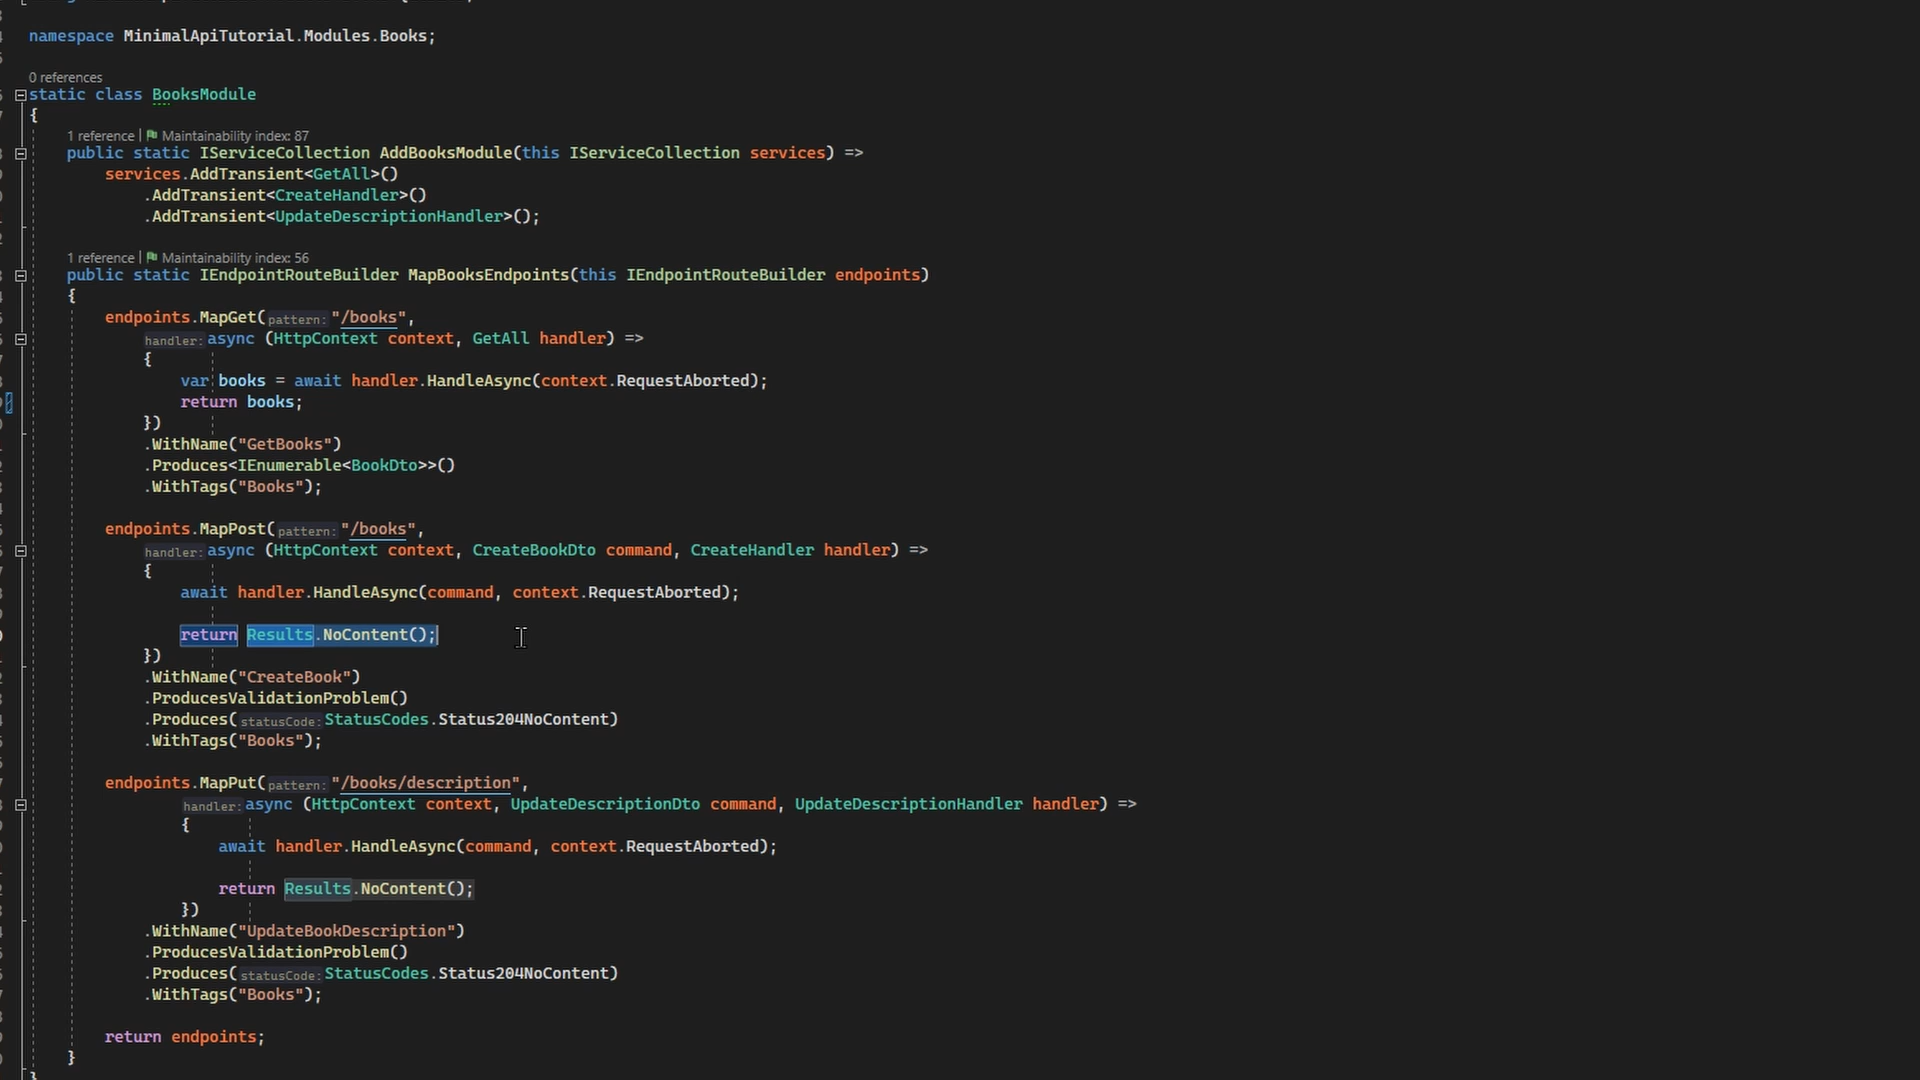 namespace MinimalApiTutorial.Modules.Books;
0 references
static class BooksModule
{
1 reference | Maintainability index: 87
public static IServiceCollection AddBooksModule(this IServiceCollection services) =>
services.AddTransient<GetAll>()
.AddTransient<CreateHandler>()
.AddTransient<UpdateDescriptionHandler>();
1 reference | Maintainability index: 56
public static IEndpointRouteBuilder MapBooksEndpoints(this IEndpointRouteBuilder endpoints)
{
endpoints.MapGet(pattern: "/books",
handler: async (HttpContext context, GetAll handler) =>
{
var books = await handler.HandleAsync(context.RequestAborted);
return books;
})
.WithName("GetBooks")
.Produces<IEnumerable<BookDto>>()
.WithTags("Books");
endpoints.MapPost(pattern: "/books",
handler: async (HttpContext context, CreateBookDto command, CreateHandler handler) =>
{
await handler.HandleAsync(command, context.RequestAborted);
return Results.NoContent();
})
.WithName("CreateBook")
.ProducesValidationProblem()
.Produces(statusCode: StatusCodes.Status204NoContent)
.WithTags("Books");
endpoints.MapPut(pattern: "/books/description",
handler: async (HttpContext context, UpdateDescriptionDto command, UpdateDescriptionHandler handler) =>
{
await handler.HandleAsync(command, context.RequestAborted);
return Results.NoContent();
})
.WithName("UpdateBookDescription")
.ProducesValidationProblem()
.Produces(statusCode: StatusCodes.Status204NoContent)
.WithTags("Books");
return endpoints;
}